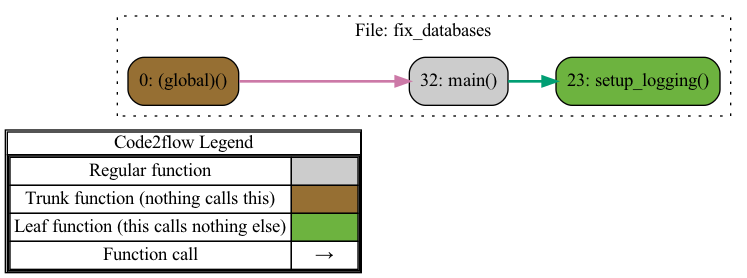 File: fix_databases
0: (global)()
32: main()
23: setup_logging()
Code2flow Legend
Regular function
Trunk function (nothing calls this)
Leaf function (this calls nothing else)
Function call →